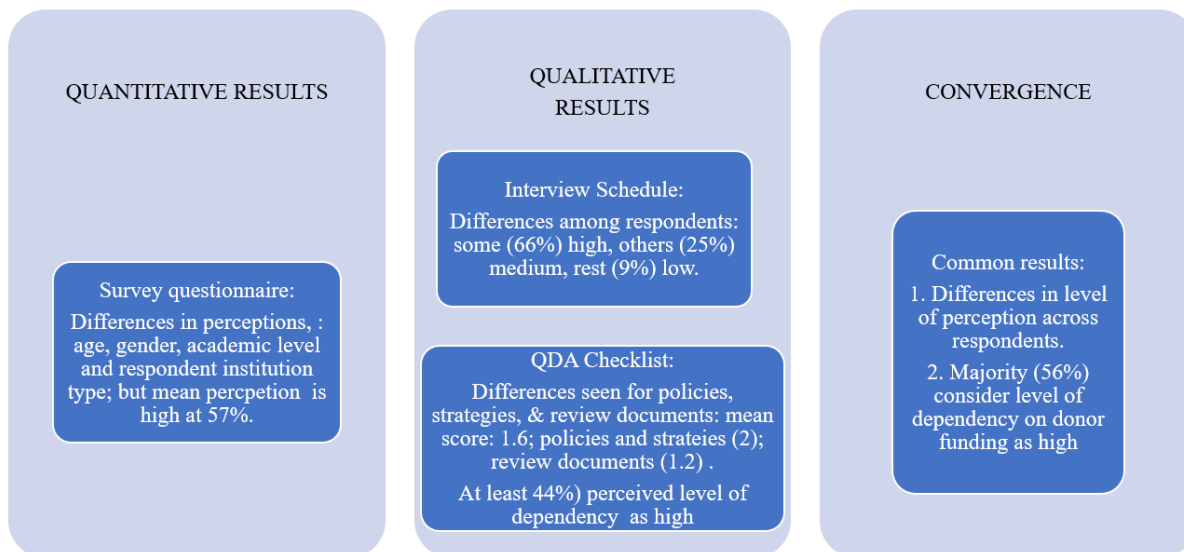 QUANTITATIVE RESULTS
Survey questionnaire:
Differences in perceptions, :
age, gender, academic level
and respondent institution
type; but mean percpetion is
high at 57%.
QUALITATIVE
RESULTS
Interview Schedule:
Differences among respondents:
some (66%) high, others (25%)
medium, rest (9%) low.
QDA Checklist:
Differences seen for policies,
strategies, & review documents: mean
score: 1.6; policies and strateies (2);
review documents (1.2) .
At least 44%) perceived level of
dependency as high
CONVERGENCE
Common results:
1. Differences in level
of perception across
respondents.
2. Majority (56%)
consider level of
dependency on donor
funding as high